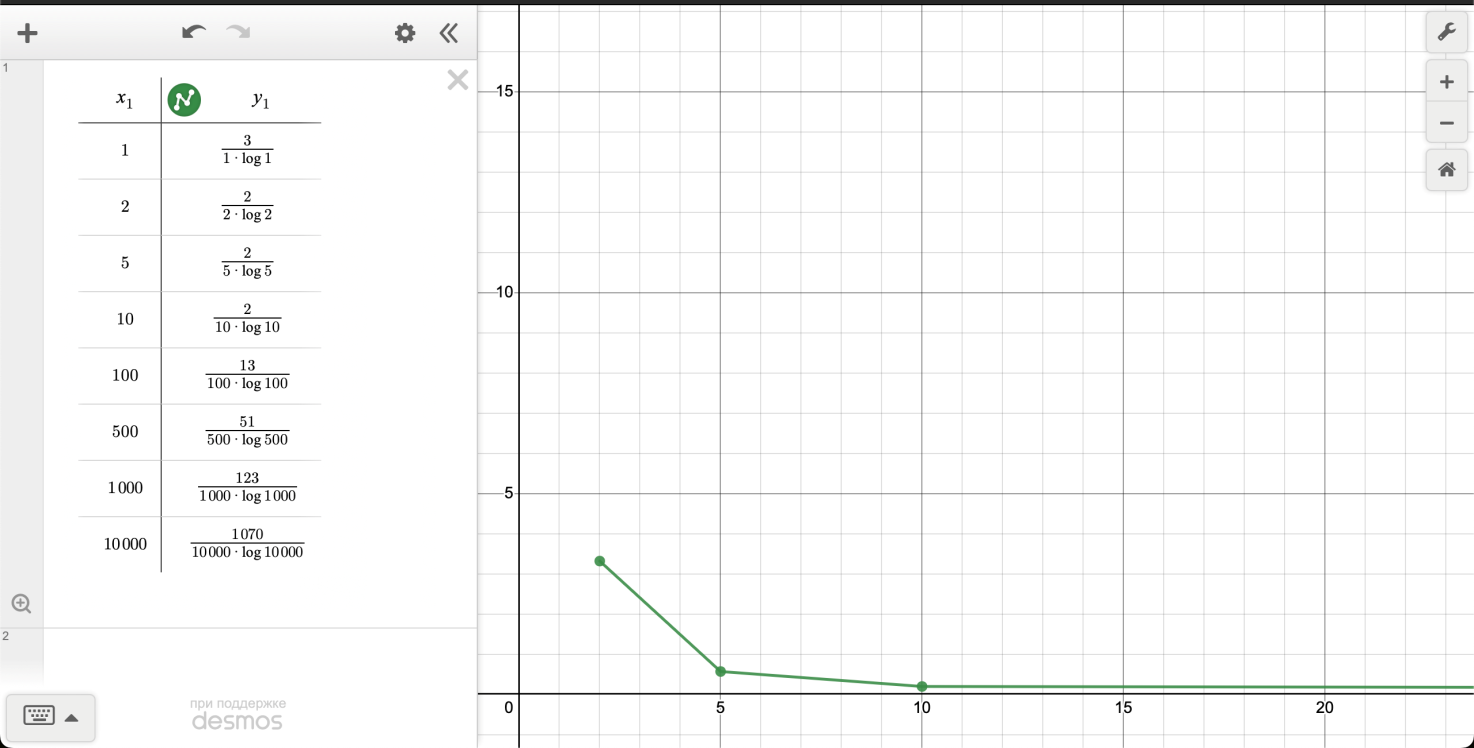 1
x₁ y₁
1 3/(1 · log 1)
2 2/(2 · log 2)
5 2/(5 · log 5)
10 2/(10 · log 10)
100 13/(100 · log 100)
500 51/(500 · log 500)
1000 123/(1000 · log 1000)
10000 1070/(10000 · log 10000)
2
при поддержке
desmos
15
10
5
0 5 10 15 20